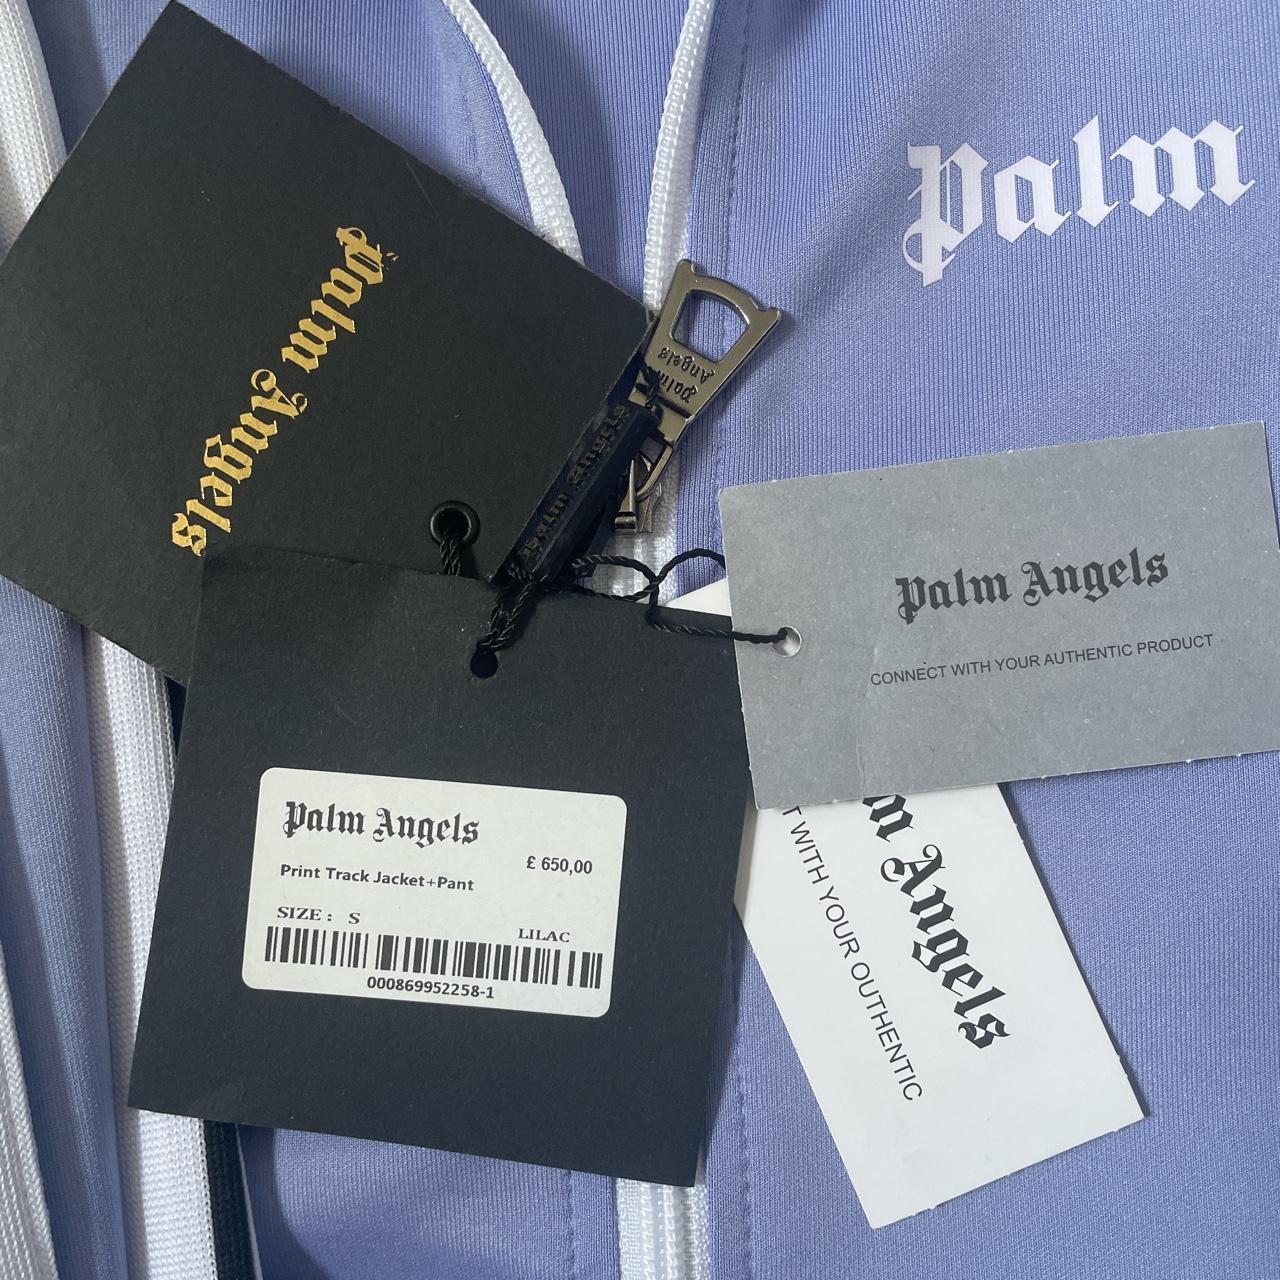 Palm
Palm Angels
Palm
Angels
Palm Angels
Palm Angels
CONNECT WITH YOUR AUTHENTIC PRODUCT
Palm Angels
£ 650,00
Print Track Jacket+Pant
SIZE : S
LILAC
000869952258-1
m Angels
T WITH YOUR OUTHENTIC